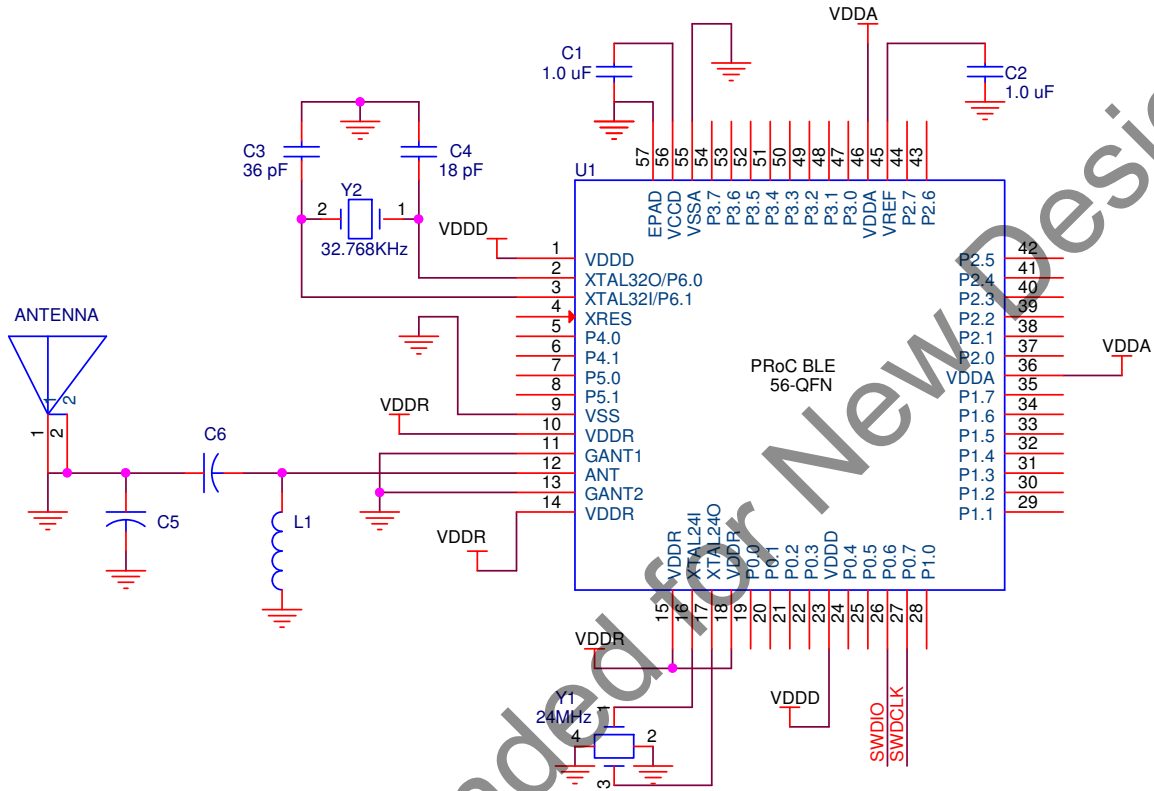 VDDA
C1
1.0 uF
C2
1.0 uF
C3
36 pF
C4
18 pF
Y2
2
1
32.768KHz
57
56
55
54
53
52
51
50
49
48
47
46
45
44
43
U1
EPAD
VCCD
VSSA
P3.7
P3.6
P3.5
P3.4
P3.3
P3.2
P3.1
P3.0
VDDA
VREF
P2.7
P2.6
VDDD
1 VDDD
2 XTAL32O/P6.0
3 XTAL32I/P6.1
4 XRES
5 P4.0
6 P4.1
7 P5.0
8 P5.1
9 VSS
10 VDDR
11 GANT1
12 ANT
13 GANT2
14 VDDR
P2.5 42
P2.4 41
P2.3 40
P2.2 39
P2.1 38
P2.0 37
VDDA 36
P1.7 35
P1.6 34
P1.5 33
P1.4 32
P1.3 31
P1.2 30
P1.1 29
VDDA
PRoC BLE
56-QFN
ANTENNA
1
2
1
2
VDDR
C6
C5
L1
VDDR
VDDR
XTAL24I
XTAL24O
VDDR
P0.0
P0.1
P0.2
P0.3
VDDD
P0.4
P0.5
P0.6
P0.7
P1.0
15
16
17
18
19
20
21
22
23
24
25
26
27
28
VDDR
Y1
24MHz
1
4
2
3
VDDD
SWDIO
SWDCLK
for New